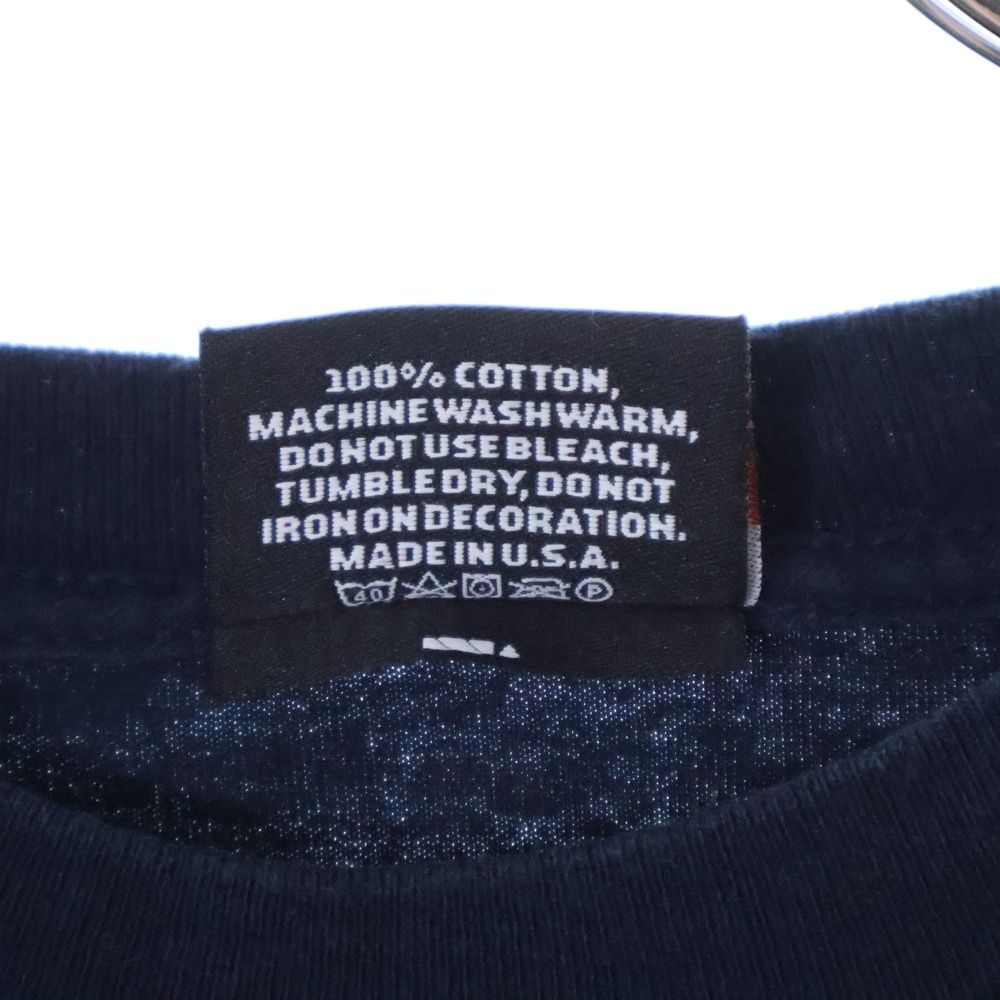 100% COTTON,
MACHINE WASH WARM,
DO NOT USE BLEACH,
TUMBLE DRY, DO NOT
IRON ON DECORATION.
MADE IN U.S.A.
40 P